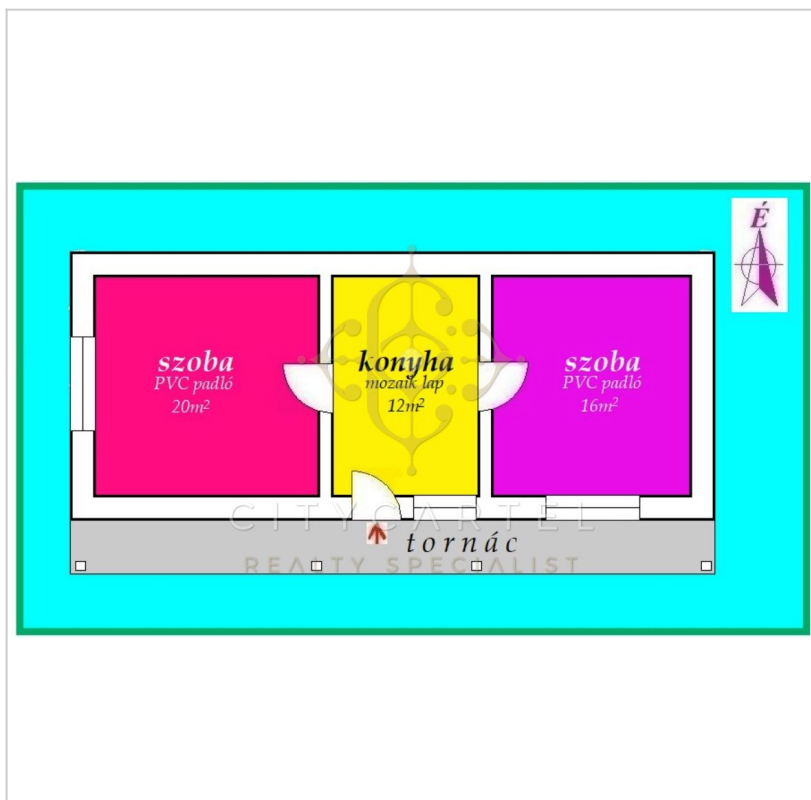 É
szoba
PVC padló
20m²
konyha
mozaik lap
12m²
szoba
PVC padló
16m²
CITYCARTEL
tornác
REALTY SPECIALIST